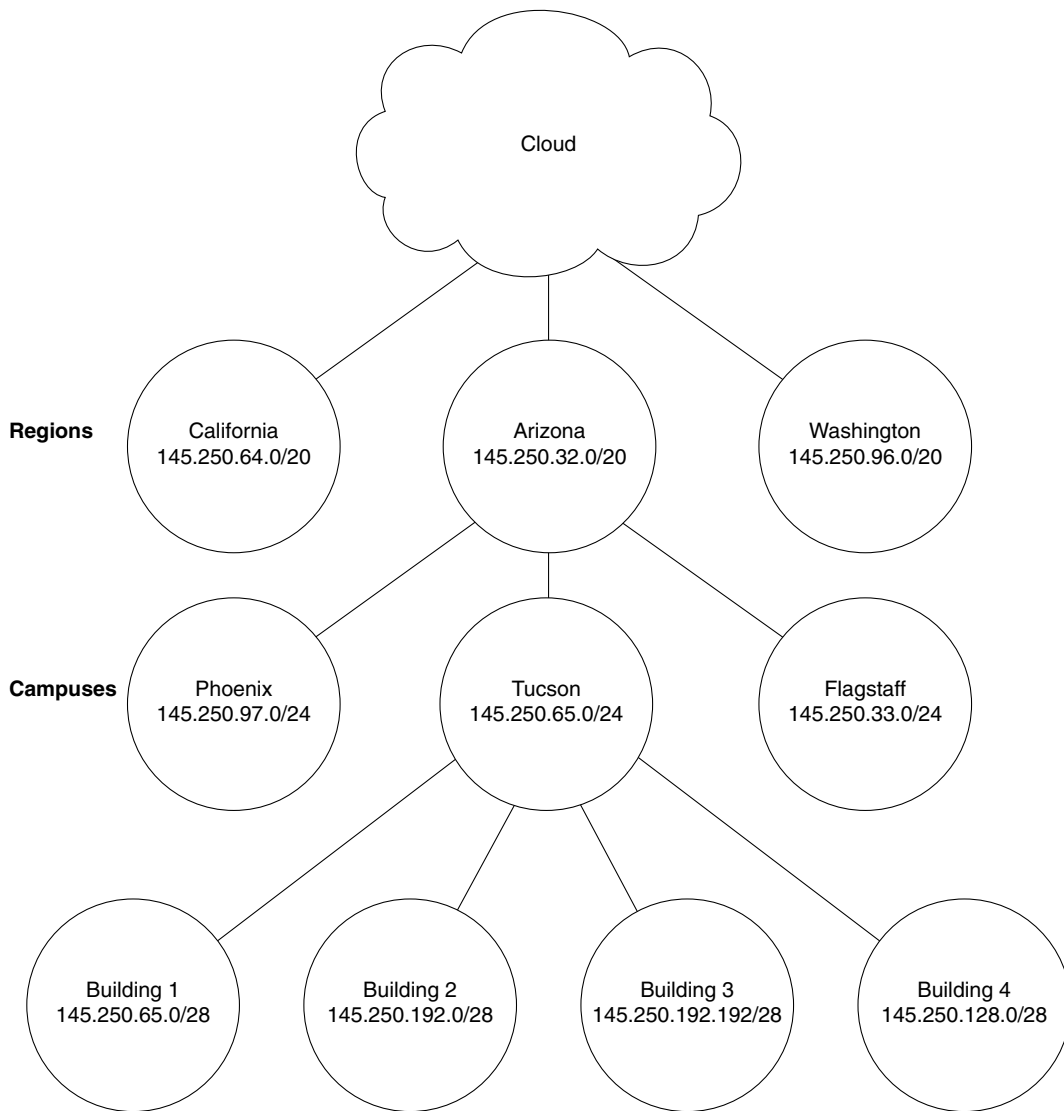 Cloud
Regions
California
145.250.64.0/20
Arizona
145.250.32.0/20
Washington
145.250.96.0/20
Campuses
Phoenix
145.250.97.0/24
Tucson
145.250.65.0/24
Flagstaff
145.250.33.0/24
Building 1
145.250.65.0/28
Building 2
145.250.192.0/28
Building 3
145.250.192.192/28
Building 4
145.250.128.0/28